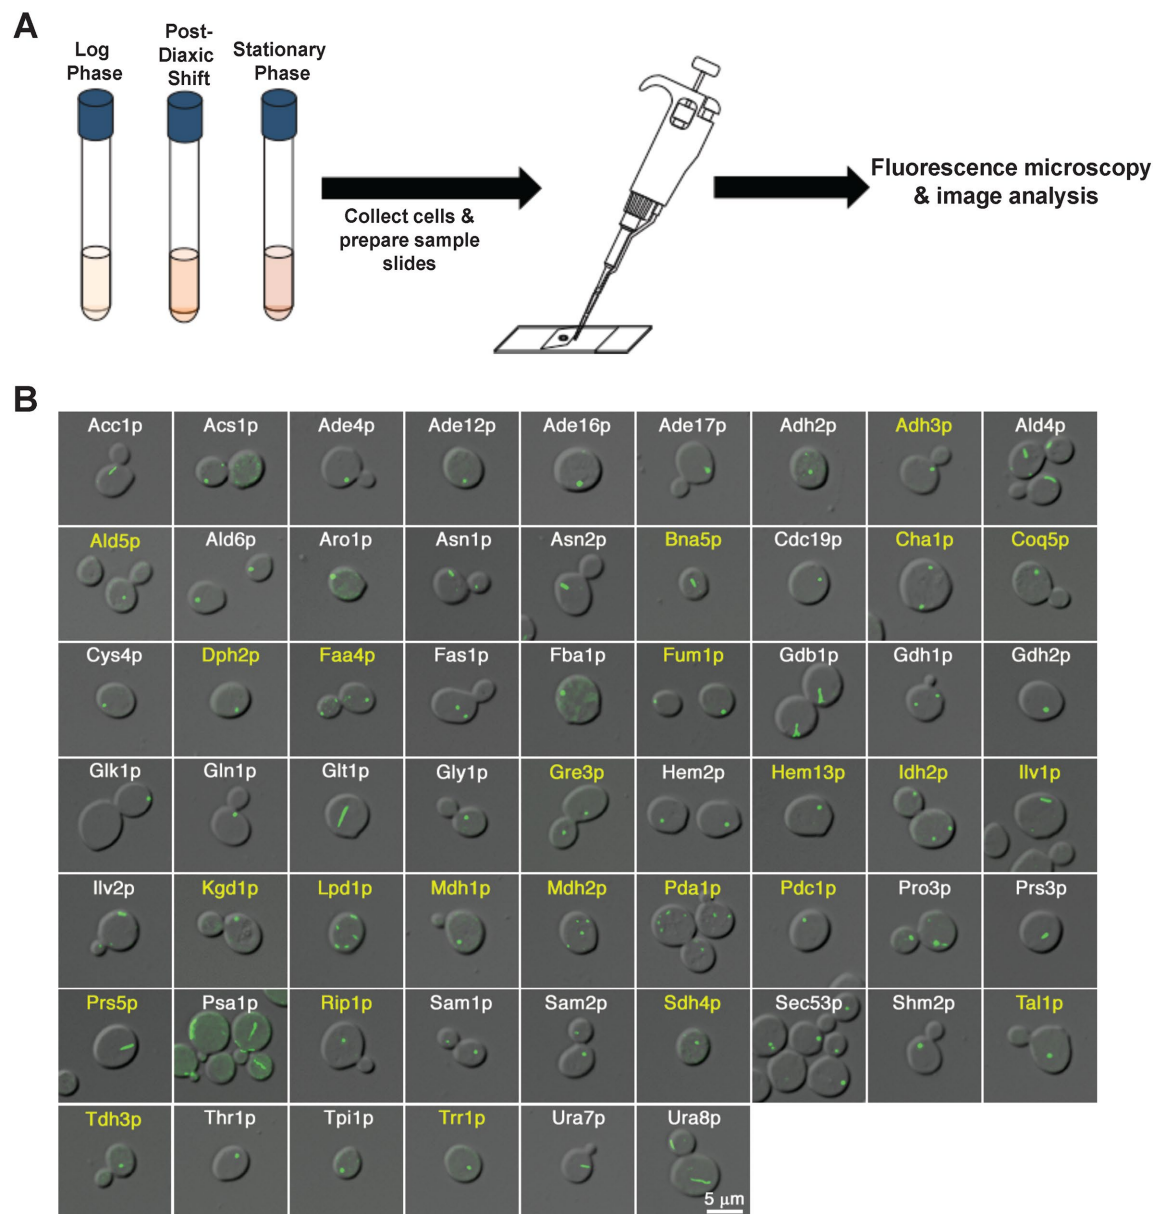 A
Log
Phase
Post-
Diaxic
Shift
Stationary
Phase
Collect cells &
prepare sample
slides
Fluorescence microscopy
& image analysis
B
Acc1p Acs1p Ade4p Ade12p Ade16p Ade17p Adh2p Adh3p Ald4p
Ald5p Ald6p Aro1p Asn1p Asn2p Bna5p Cdc19p Cha1p Coq5p
Cys4p Dph2p Faa4p Fas1p Fba1p Fum1p Gdb1p Gdh1p Gdh2p
Glk1p Gln1p Glt1p Gly1p Gre3p Hem2p Hem13p Idh2p Ilv1p
Ilv2p Kgd1p Lpd1p Mdh1p Mdh2p Pda1p Pdc1p Pro3p Prs3p
Prs5p Psa1p Rip1p Sam1p Sam2p Sdh4p Sec53p Shm2p Tal1p
Tdh3p Thr1p Tpi1p Trr1p Ura7p Ura8p
5 μm